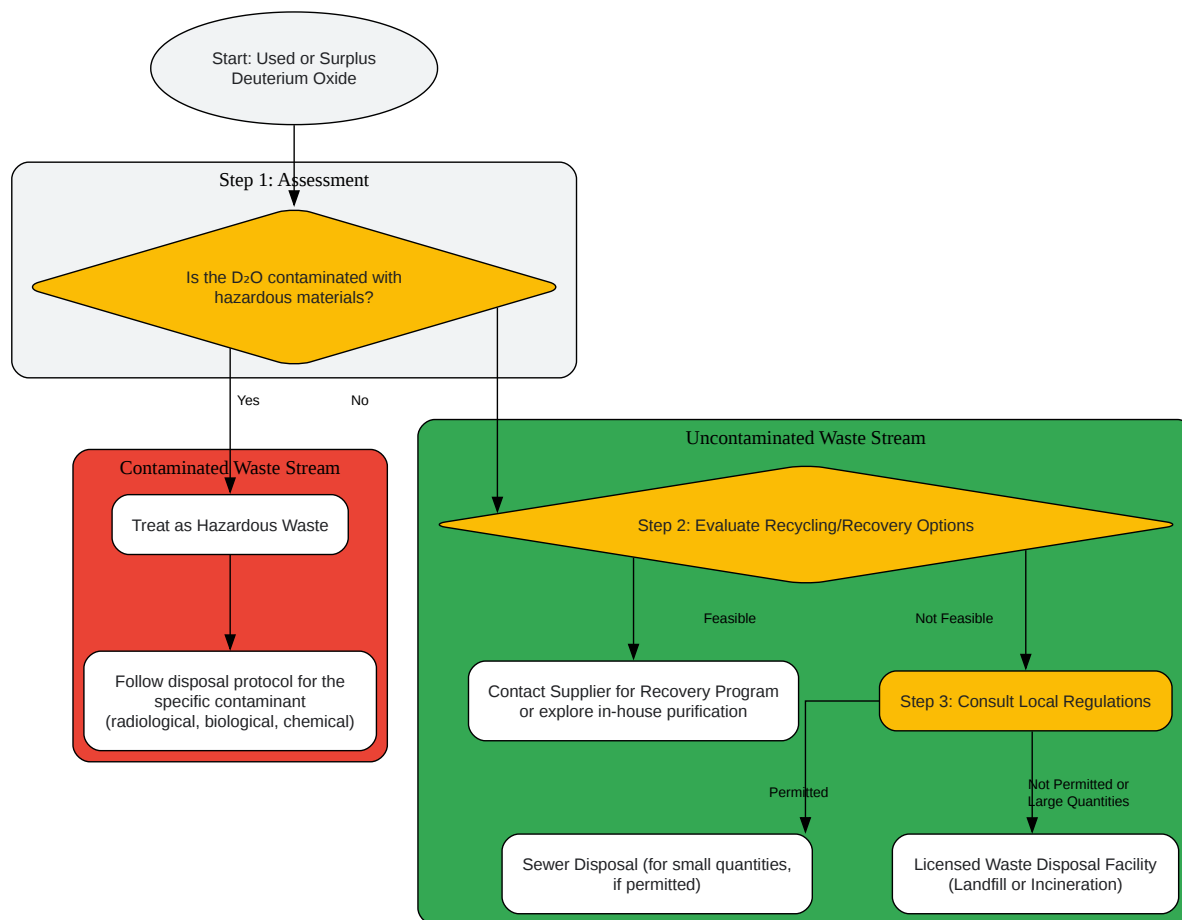 Start: Used or Surplus
Deuterium Oxide
Step 1: Assessment
Is the D₂O contaminated with
hazardous materials?
Yes
No
Contaminated Waste Stream
Treat as Hazardous Waste
Follow disposal protocol for the
specific contaminant
(radiological, biological, chemical)
Uncontaminated Waste Stream
Step 2: Evaluate Recycling/Recovery Options
Feasible
Not Feasible
Contact Supplier for Recovery Program
or explore in-house purification
Step 3: Consult Local Regulations
Permitted
Not Permitted or
Large Quantities
Sewer Disposal (for small quantities,
if permitted)
Licensed Waste Disposal Facility
(Landfill or Incineration)